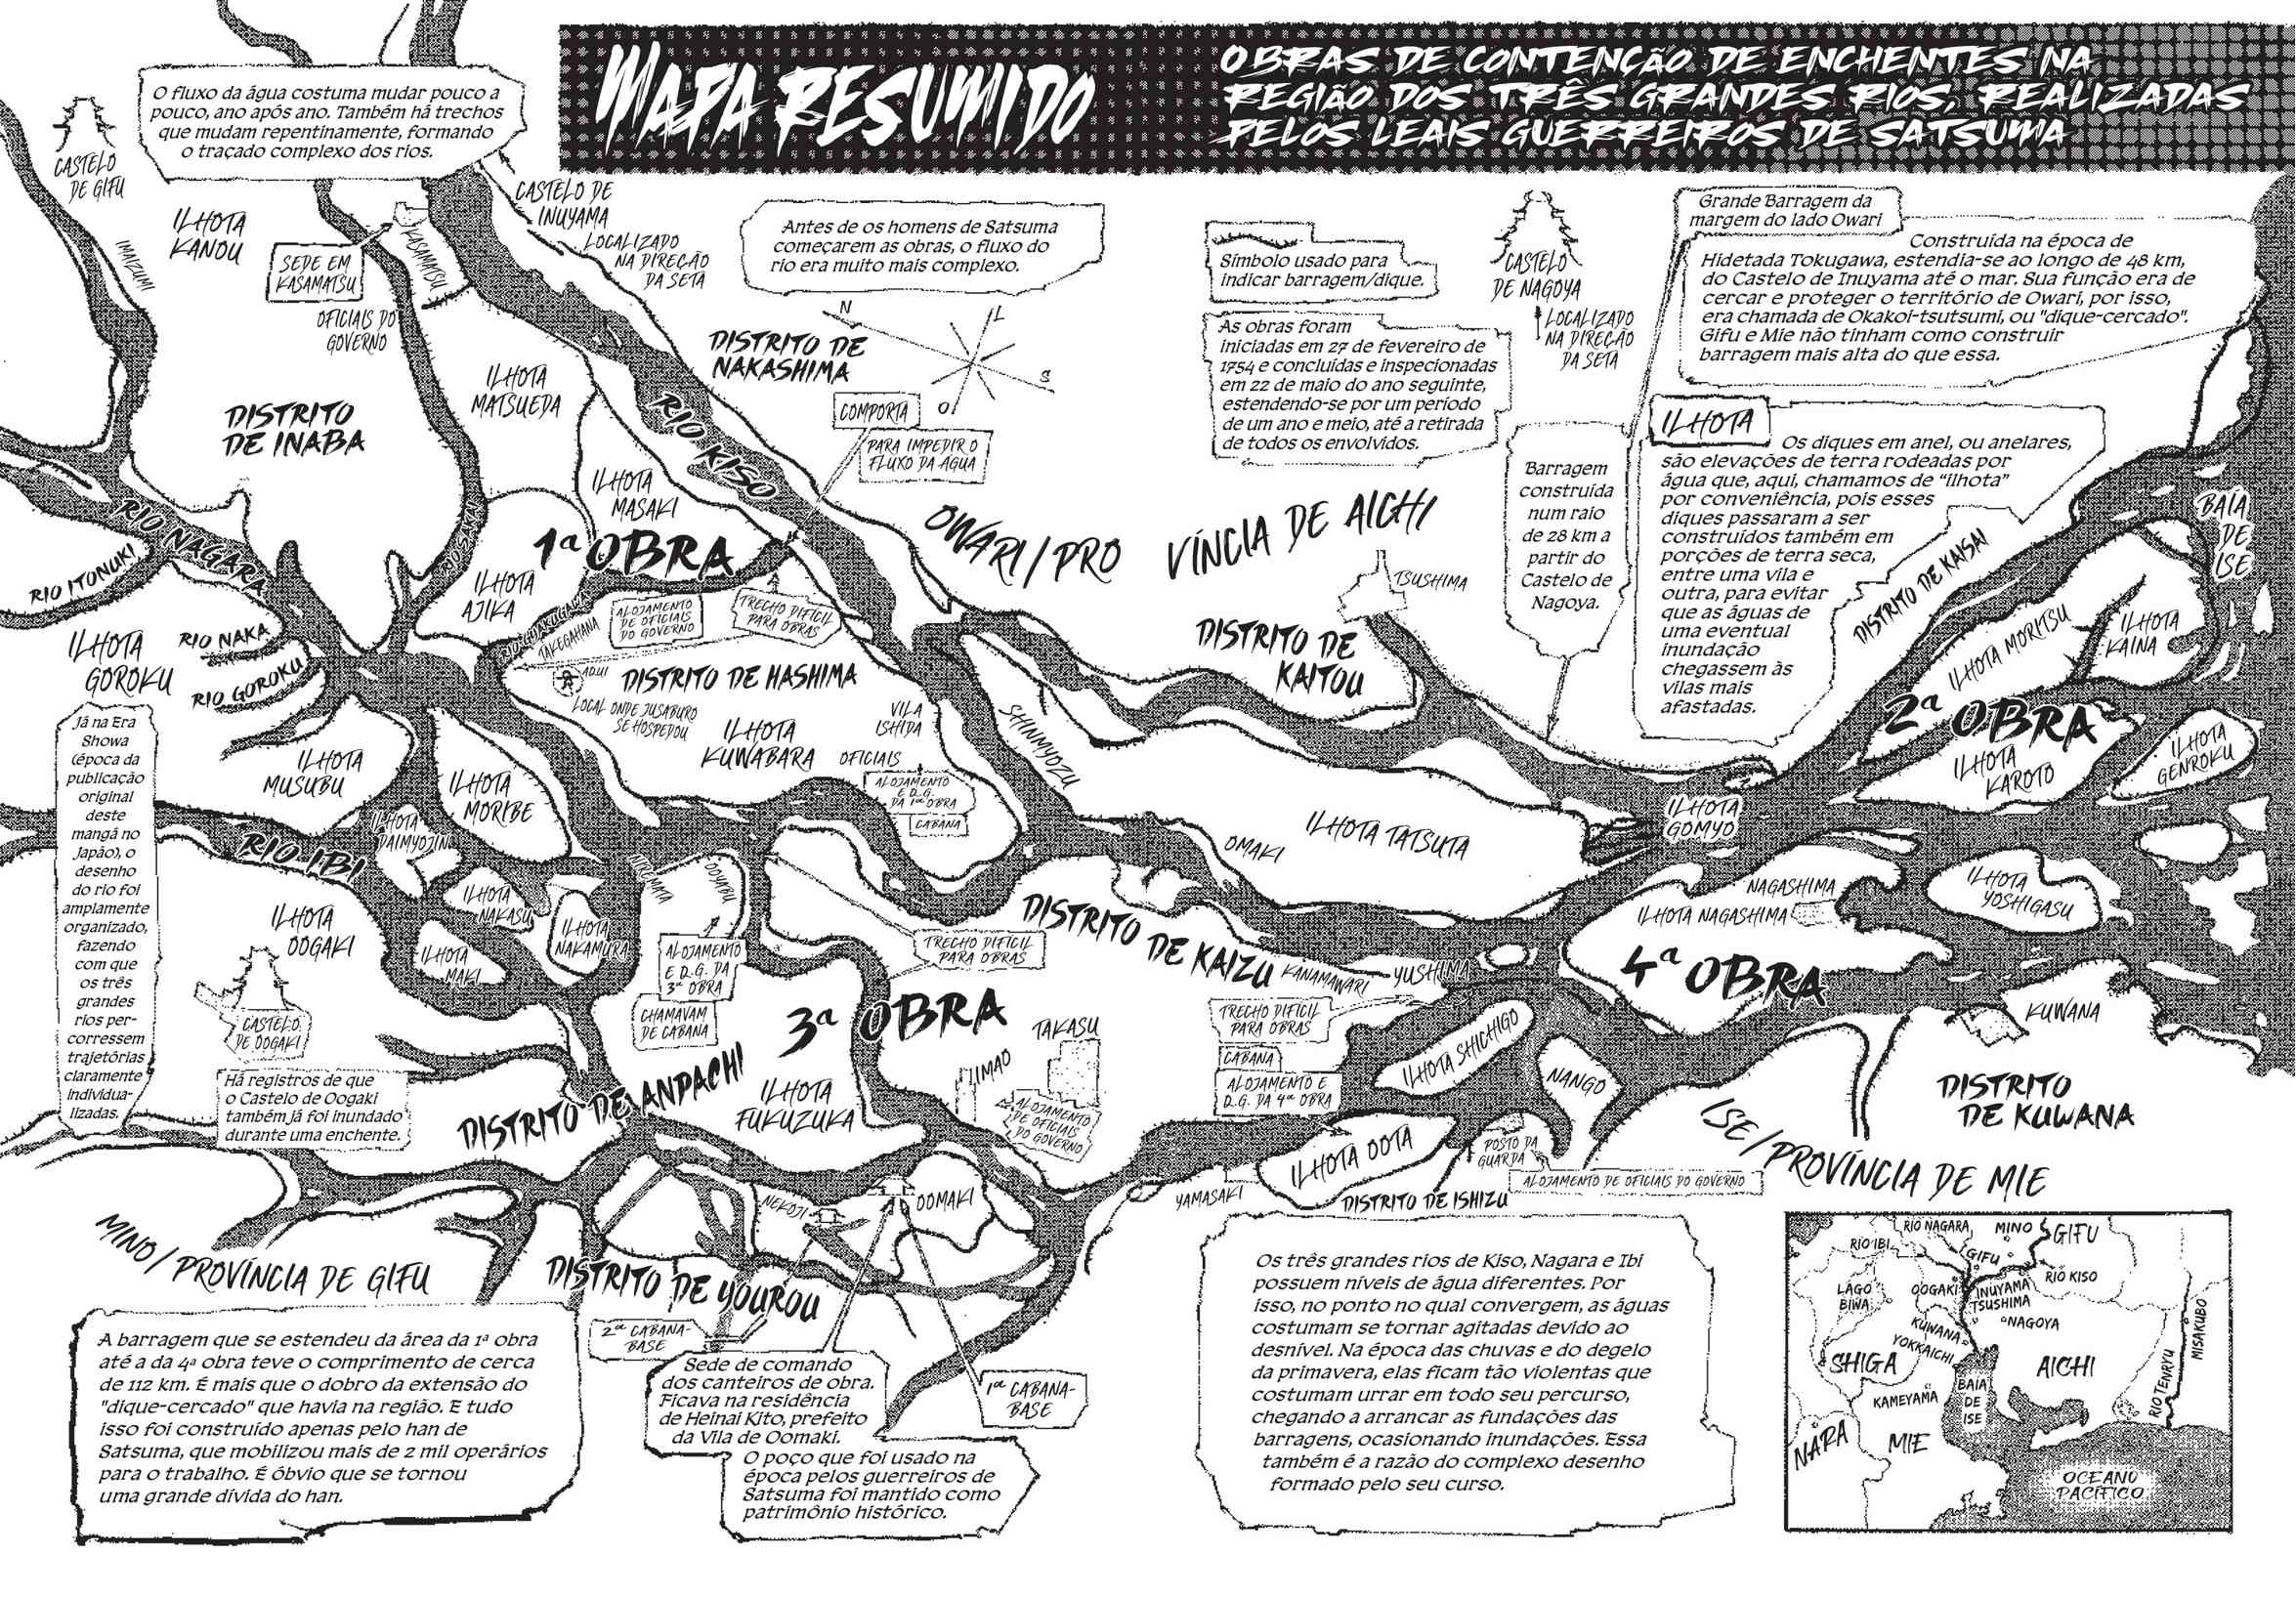 MAPA RESUMIDO
OBRAS DE CONTENÇÃO DE ENCHENTES NA
REGIÃO DOS TRÊS GRANDES RIOS, REALIZADAS
PELOS LEAIS GUERREIROS DE SATSUMA
O fluxo da água costuma mudar pouco a
pouco, ano após ano. Também há trechos
que mudam repentinamente, formando
o traçado complexo dos rios.
CASTELO
DE GIFU
ILHOTA
KANOU
IMAIZUMI
SEDE EM
KASAMATSU
KASAMATSU
OFICIAIS DO
GOVERNO
CASTELO DE
INUYAMA
LOCALIZADO
NA DIREÇÃO
DA SETA
Antes de os homens de Satsuma
começarem as obras, o fluxo do
rio era muito mais complexo.
N
L
S
O
DISTRITO DE
NAKASHIMA
COMPORTA
PARA IMPEDIR O
FLUXO DA ÁGUA
Símbolo usado para
indicar barragem/dique.
As obras foram
iniciadas em 27 de fevereiro de
1754 e concluídas e inspecionadas
em 22 de maio do ano seguinte,
estendendo-se por um período
de um ano e meio, até a retirada
de todos os envolvidos.
CASTELO
DE NAGOYA
LOCALIZADO
NA DIREÇÃO
DA SETA
Grande Barragem da
margem do lado Owari
Construída na época de
Hidetada Tokugawa, estendia-se ao longo de 48 km,
do Castelo de Inuyama até o mar. Sua função era de
cercar e proteger o território de Owari, por isso,
era chamada de Okakoi-tsutsumi, ou "dique-cercado".
Gifu e Mie não tinham como construir
barragem mais alta do que essa.
ILHOTA
Os diques em anel, ou anelares,
são elevações de terra rodeadas por
água que, aqui, chamamos de “ilhota”
por conveniência, pois esses
diques passaram a ser
construídos também em
porções de terra seca,
entre uma vila e
outra, para evitar
que as águas de
uma eventual
inundação
chegassem às
vilas mais
afastadas.
Barragem
construída
num raio
de 28 km a
partir do
Castelo de
Nagoya.
DISTRITO
DE INABA
ILHOTA
MATSUEDA
RIO KISO
ILHOTA
MASAKI
RIO SAKAI
1ª OBRA
RIO NAGARA
RIO ITONUKI
ILHOTA
AJIKA
RIO GYAKUGAWA
TAKEGAHANA
ALOJAMENTO
DE OFICIAIS
DO GOVERNO
TRECHO DIFÍCIL
PARA OBRAS
OWARI/PROVÍNCIA DE AICHI
TSUSHIMA
DISTRITO DE
KAITOU
DISTRITO DE KAISAI
BAÍA
DE
ISE
ILHOTA MORITSU
ILHOTA
KAINA
2ª OBRA
ILHOTA
KAROTO
ILHOTA
GENROKU
ILHOTA
GOROKU
RIO NAKA
RIO GOROKU
AQUI
LOCAL ONDE JUSABURO
SE HOSPEDOU
DISTRITO DE HASHIMA
ILHOTA
KUWABARA
VILA
ISHIDA
OFICIAIS
ALOJAMENTO
E Q.G.
DA 1ª OBRA
CABANA
SHINMYOZU
Já na Era
Showa
(época da
publicação
original
deste
mangá no
Japão), o
desenho
do rio foi
amplamente
organizado,
fazendo
com que
os três
grandes
rios per-
corressem
trajetórias
claramente
individua-
lizadas.
ILHOTA
MUSUBU
ILHOTA
MORIBE
ILHOTA
DAIMYOJIN
RIO IBI
ILHOTA
NAKASU
ILHOTA
NAKAMURA
ILHOTA
MAKI
ILHOTA
OOGAKI
CASTELO
DE OOGAKI
Há registros de que
o Castelo de Oogaki
também já foi inundado
durante uma enchente.
OOYABU
ALOJAMENTO
E Q.G. DA
3ª OBRA
CHAMAVAM
DE CABANA
TRECHO DIFÍCIL
PARA OBRAS
3ª OBRA
DISTRITO DE ANPACHI
ILHOTA
FUKUZUKA
TAKASU
IMAO
ALOJAMENTO
DE OFICIAIS
DO GOVERNO
DISTRITO DE KAIZU
OMAKI
ILHOTA TATSUTA
ILHOTA
GOMYO
KANAMAWARI
YUSHIMA
TRECHO DIFÍCIL
PARA OBRAS
CABANA
ALOJAMENTO E
Q.G. DA 4ª OBRA
NAGASHIMA
ILHOTA NAGASHIMA
4ª OBRA
ILHOTA
YOSHIGASU
ILHOTA SHICHIGO
NANGO
KUWANA
DISTRITO
DE KUWANA
ISE/PROVÍNCIA DE MIE
ILHOTA OOTA
POSTO DA
GUARDA
ALOJAMENTO DE OFICIAIS DO GOVERNO
YAMASAKI
DISTRITO DE ISHIZU
MINO/PROVÍNCIA DE GIFU
DISTRITO DE YOUROU
NEKOJI
OOMAKI
2ª CABANA-
BASE
1ª CABANA-
BASE
Sede de comando
dos canteiros de obra.
Ficava na residência
de Heinai Kito, prefeito
da Vila de Oomaki.
O poço que foi usado na
época pelos guerreiros de
Satsuma foi mantido como
patrimônio histórico.
A barragem que se estendeu da área da 1ª obra
até a da 4ª obra teve o comprimento de cerca
de 112 km. É mais que o dobro da extensão do
"dique-cercado" que havia na região. E tudo
isso foi construído apenas pelo han de
Satsuma, que mobilizou mais de 2 mil operários
para o trabalho. É óbvio que se tornou
uma grande dívida do han.
Os três grandes rios de Kiso, Nagara e Ibi
possuem níveis de água diferentes. Por
isso, no ponto no qual convergem, as águas
costumam se tornar agitadas devido ao
desnível. Na época das chuvas e do degelo
da primavera, elas ficam tão violentas que
costumam urrar em todo seu percurso,
chegando a arrancar as fundações das
barragens, ocasionando inundações. Essa
também é a razão do complexo desenho
formado pelo seu curso.
RIO NAGARA
MINO
GIFU
RIO IBI
GIFU
LAGO
BIWA
OOGAKI
INUYAMA
RIO KISO
TSUSHIMA
NAGOYA
KUWANA
YOKKAICHI
SHIGA
AICHI
KAMEYAMA
BAÍA
DE
ISE
RIO TENRYU
MISAKUBO
NARA
MIE
OCEANO
PACÍFICO